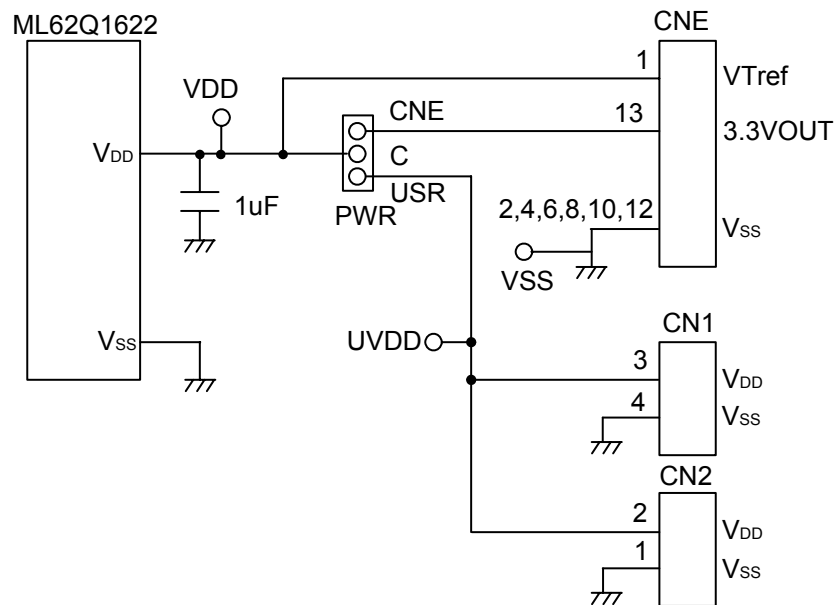 ML62Q1622
CNE
1
VTref
VDD
CNE
13
3.3VOUT
VDD
C
1uF
USR
PWR
2,4,6,8,10,12
VSS
VSS
VSS
UVDD
CN1
3
VDD
4
VSS
CN2
2
VDD
1
VSS